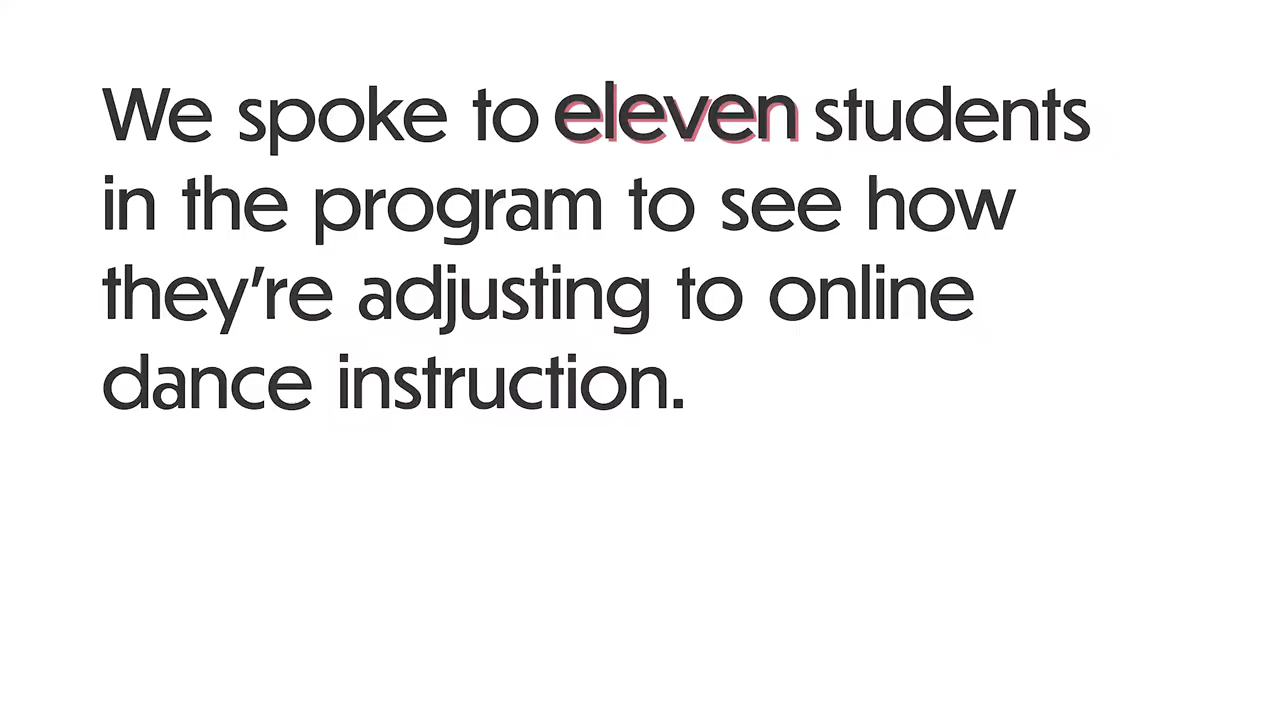 We spoke to eleven students
in the program to see how
they’re adjusting to online
dance instruction.